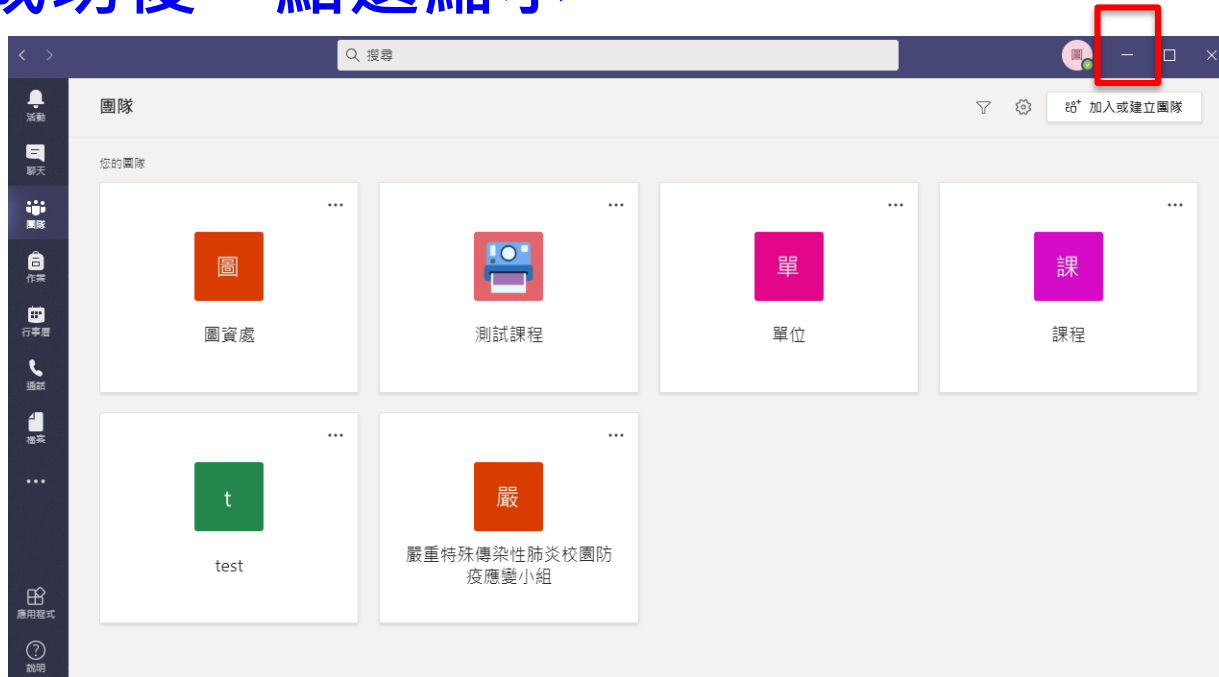 搜尋
圖
活動
聊天
團隊
作業
行事曆
通話
檔案
應用程式
說明
團隊
加入或建立團隊
您的團隊
圖
圖資處
測試課程
單
單位
課
課程
t
test
嚴
嚴重特殊傳染性肺炎校園防
疫應變小組